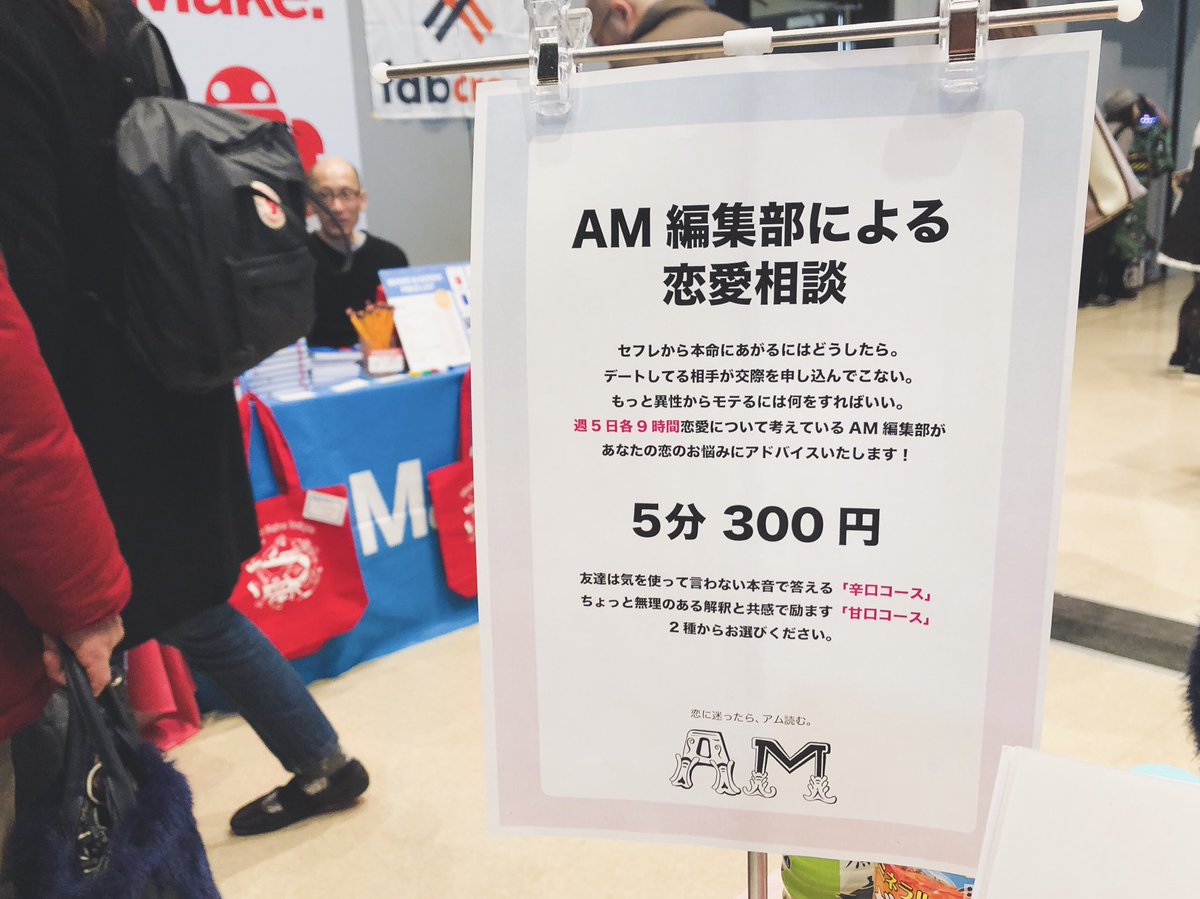 Make.
fabcr
AM 編集部による
恋愛相談
セフレから本命にあがるにはどうしたら。
デートしてる相手が交際を申し込んでこない。
もっと異性からモテるには何をすればいい。
週5日各9時間恋愛について考えている AM 編集部が
あなたの恋のお悩みにアドバイスいたします！
5分 300 円
友達は気を使って言わない本音で答える「辛口コース」
ちょっと無理のある解釈と共感で励ます「甘口コース」
2種からお選びください。
恋に迷ったら、アム読む。
AM